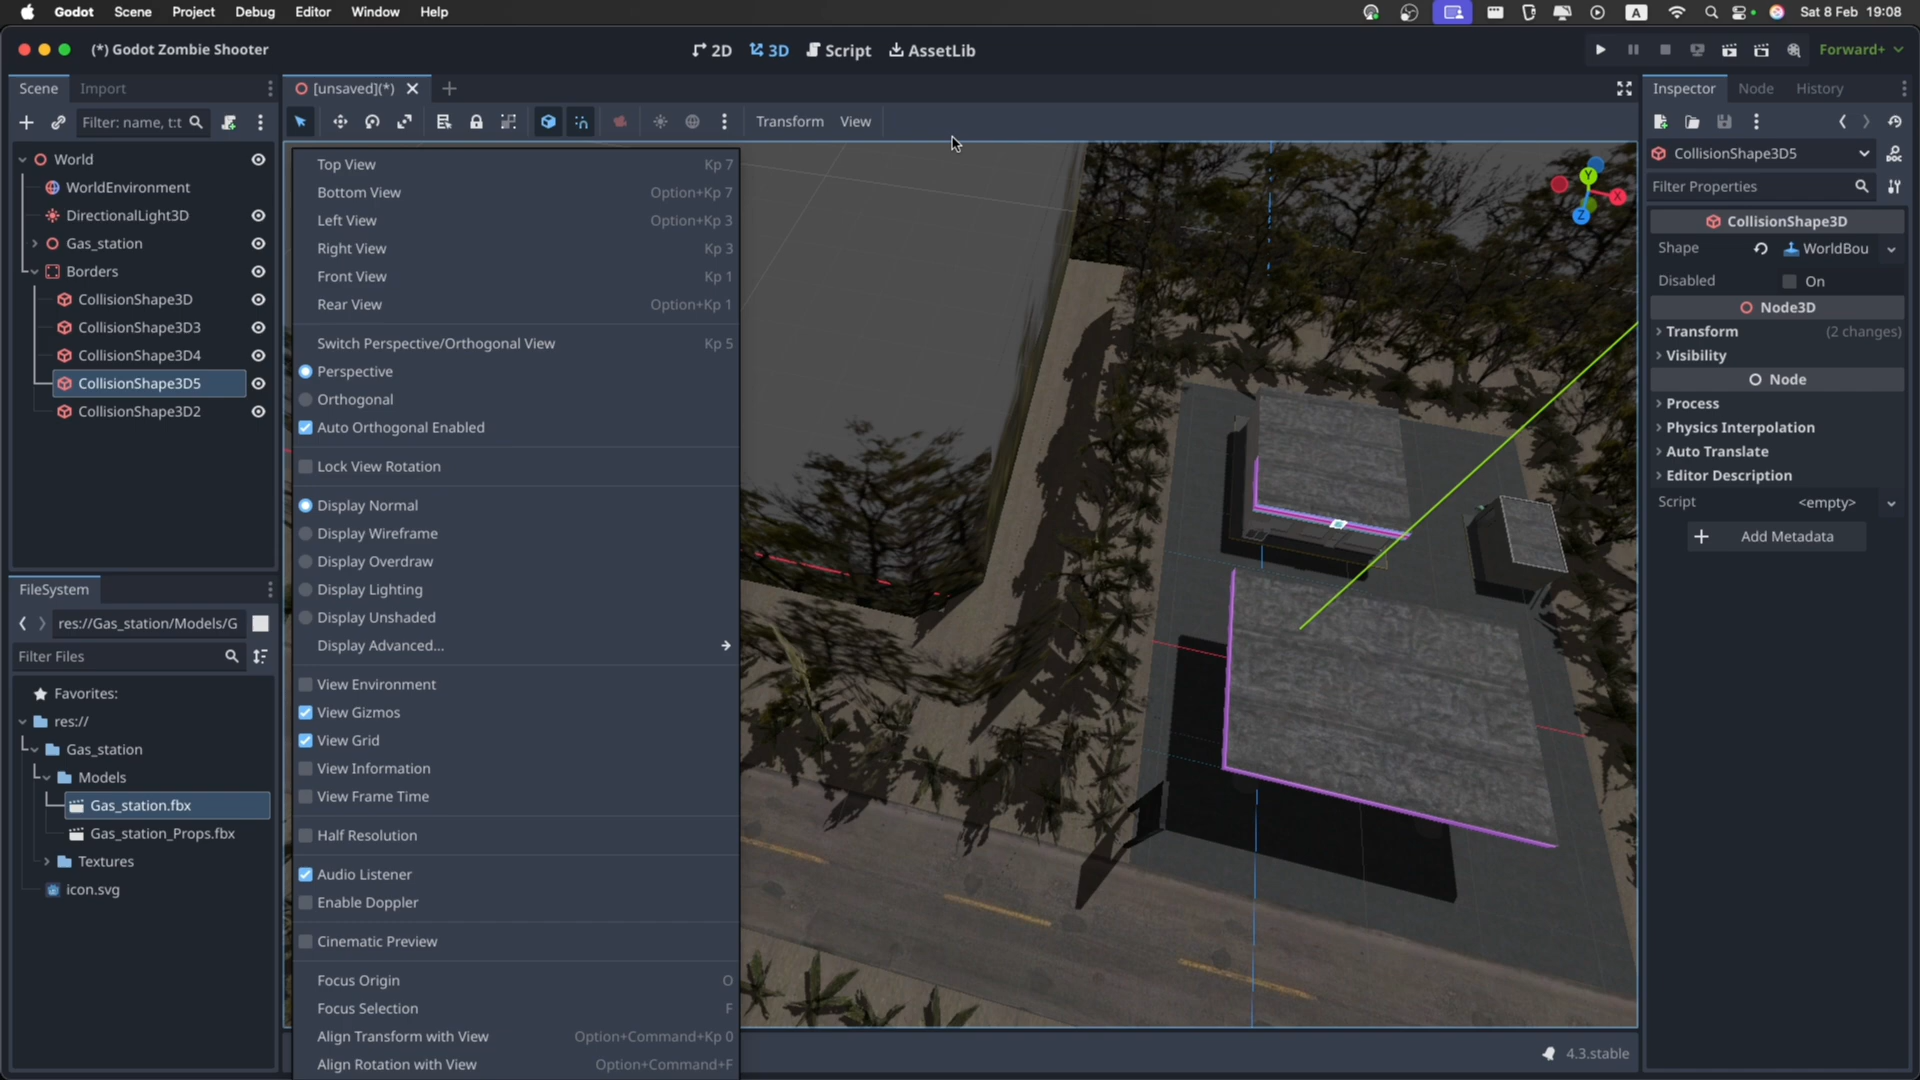 Godot Scene Project Debug Editor Window Help
A Sat 8 Feb 19:08
(*) Godot Zombie Shooter
2D 3D Script AssetLib
Forward+
Scene Import
[unsaved](*)
Inspector Node History
Filter: name, t:t
Transform View
World
WorldEnvironment
DirectionalLight3D
Gas_station
Borders
CollisionShape3D
CollisionShape3D3
CollisionShape3D4
CollisionShape3D5
CollisionShape3D2
FileSystem
res://Gas_station/Models/G
Filter Files
Favorites:
res://
Gas_station
Models
Gas_station.fbx
Gas_station_Props.fbx
Textures
icon.svg
Top View Kp 7
Bottom View Option+Kp 7
Left View Option+Kp 3
Right View Kp 3
Front View Kp 1
Rear View Option+Kp 1
Switch Perspective/Orthogonal View Kp 5
Perspective
Orthogonal
Auto Orthogonal Enabled
Lock View Rotation
Display Normal
Display Wireframe
Display Overdraw
Display Lighting
Display Unshaded
Display Advanced...
View Environment
View Gizmos
View Grid
View Information
View Frame Time
Half Resolution
Audio Listener
Enable Doppler
Cinematic Preview
Focus Origin O
Focus Selection F
Align Transform with View Option+Command+Kp 0
Align Rotation with View Option+Command+F
Y
X
Z
4.3.stable
CollisionShape3D5
Filter Properties
CollisionShape3D
Shape WorldBou
Disabled On
Node3D
Transform (2 changes)
Visibility
Node
Process
Physics Interpolation
Auto Translate
Editor Description
Script <empty>
Add Metadata